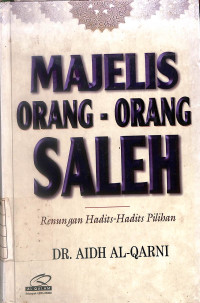 MAJELIS
ORANG - ORANG
SALEH
Renungan Hadits-Hadits Pilihan
DR. AIDH AL-QARNI